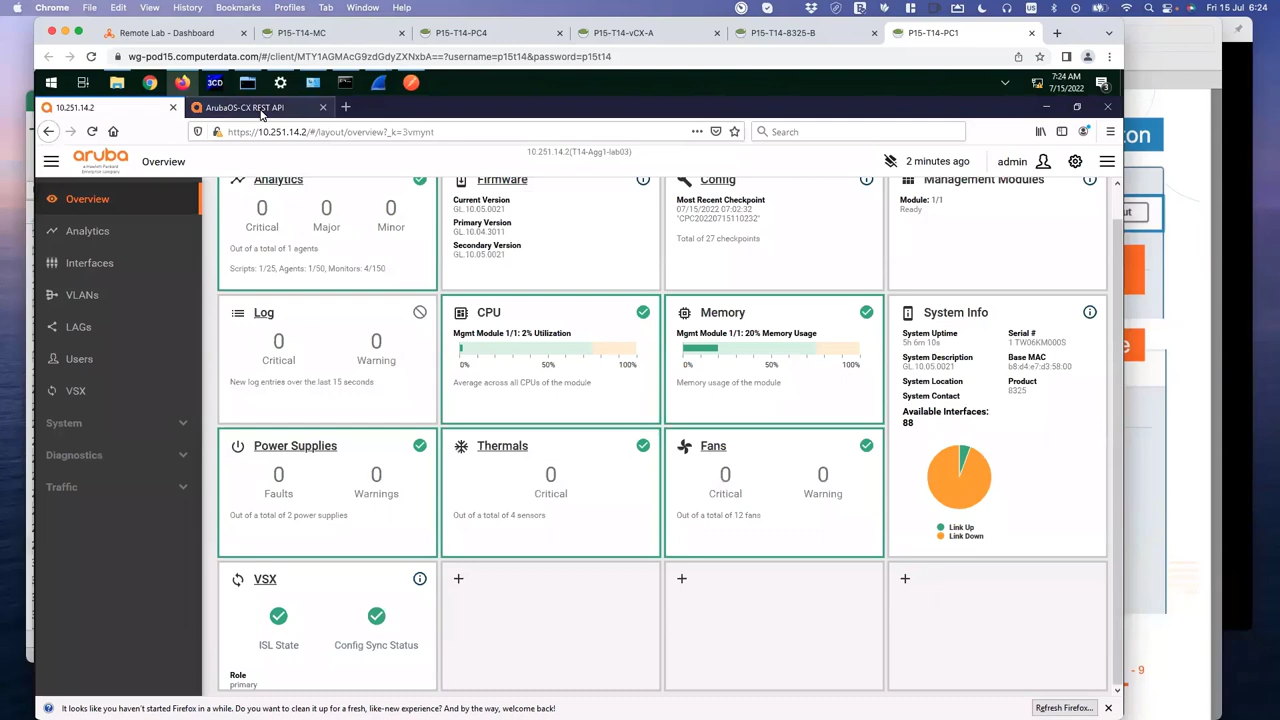 Chrome File Edit View History Bookmarks Profiles Tab Window Help
Fri 15 Jul 6:24
Remote Lab - Dashboard
P15-T14-MC
P15-T14-PC4
P15-T14-vCX-A
P15-T14-8325-B
P15-T14-PC1
wg-pod15.computerdata.com/#/client/MTY1AGMAcG9zdGdyZXNxbA==?username=p15t14&password=p15t14
3CD
7:24 AM
7/15/2022
3
10.251.14.2
ArubaOS-CX REST API
https://10.251.14.2/#/layout/overview?_k=3vmynt
Search
aruba
Overview
10.251.14.2(T14-Agg1-lab03)
2 minutes ago
admin
Overview
Analytics
Interfaces
VLANs
LAGs
Users
VSX
System
Diagnostics
Traffic
Analytics
0
0
0
Critical
Major
Minor
Out of a total of 1 agents
Scripts: 1/25, Agents: 1/50, Monitors: 4/150
Firmware
Current Version
GL.10.05.0021
Primary Version
GL.10.04.3011
Secondary Version
GL.10.05.0021
Config
Most Recent Checkpoint
07/15/2022 07:02:32
"CPC20220715110232"
Total of 27 checkpoints
Management Modules
Module: 1/1
Ready
Log
0
0
Critical
Warning
New log entries over the last 15 seconds
CPU
Mgmt Module 1/1: 2% Utilization
0%
50%
100%
Average across all CPUs of the module
Memory
Mgmt Module 1/1: 20% Memory Usage
0%
50%
100%
Memory usage of the module
System Info
System Uptime
5h 6m 10s
System Description
GL.10.05.0021
System Location
System Contact
Available Interfaces:
88
Serial #
1 TW06KM000S
Base MAC
b8:d4:e7:d3:58:00
Product
8325
Link Up
Link Down
Power Supplies
0
0
Faults
Warnings
Out of a total of 2 power supplies
Thermals
0
Critical
Out of a total of 4 sensors
Fans
0
0
Critical
Warning
Out of a total of 12 fans
VSX
ISL State
Config Sync Status
Role
primary
It looks like you haven't started Firefox in a while. Do you want to clean it up for a fresh, like-new experience? And by the way, welcome back!
Refresh Firefox...
- 9